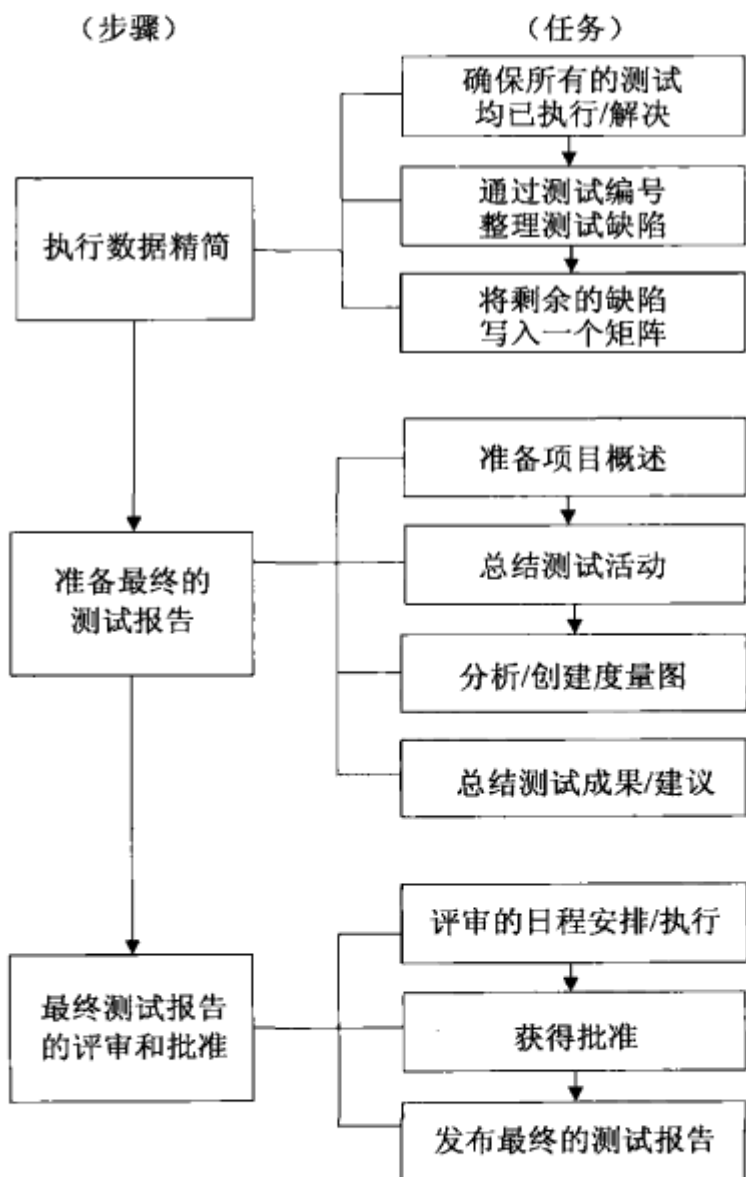 （步骤）
（任务）
确保所有的测试
均已执行/解决
通过测试编号
整理测试缺陷
执行数据精简
将剩余的缺陷
写入一个矩阵
准备项目概述
总结测试活动
准备最终的
测试报告
分析/创建度量图
总结测试成果/建议
评审的日程安排/执行
最终测试报告
的评审和批准
获得批准
发布最终的测试报告